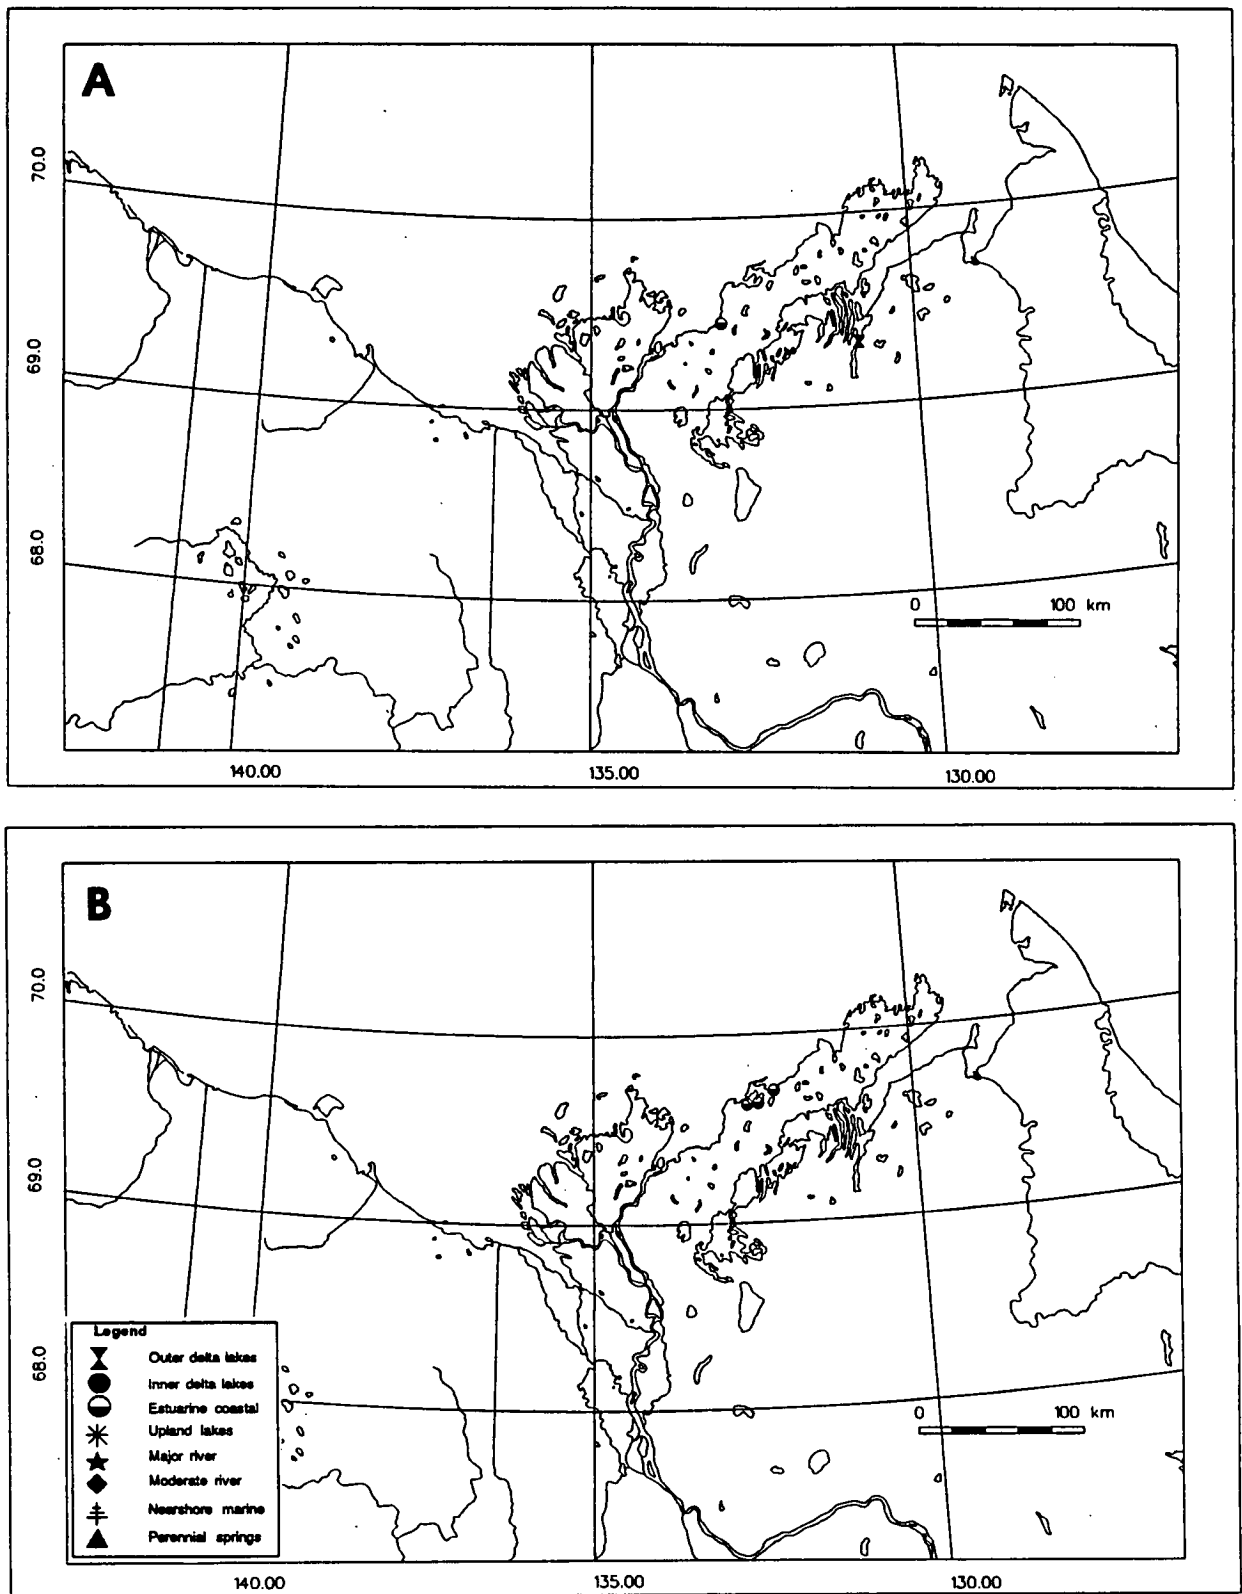 A
70.0
69.0
68.0
0 100 km
140.00 135.00 130.00
B
70.0
69.0
68.0
Legend
Outer delta lakes
Inner delta lakes
Estuarine coastal
Upland lakes
Major river
Moderate river
Nearshore marine
Perennial springs
0 100 km
140.00 135.00 130.00